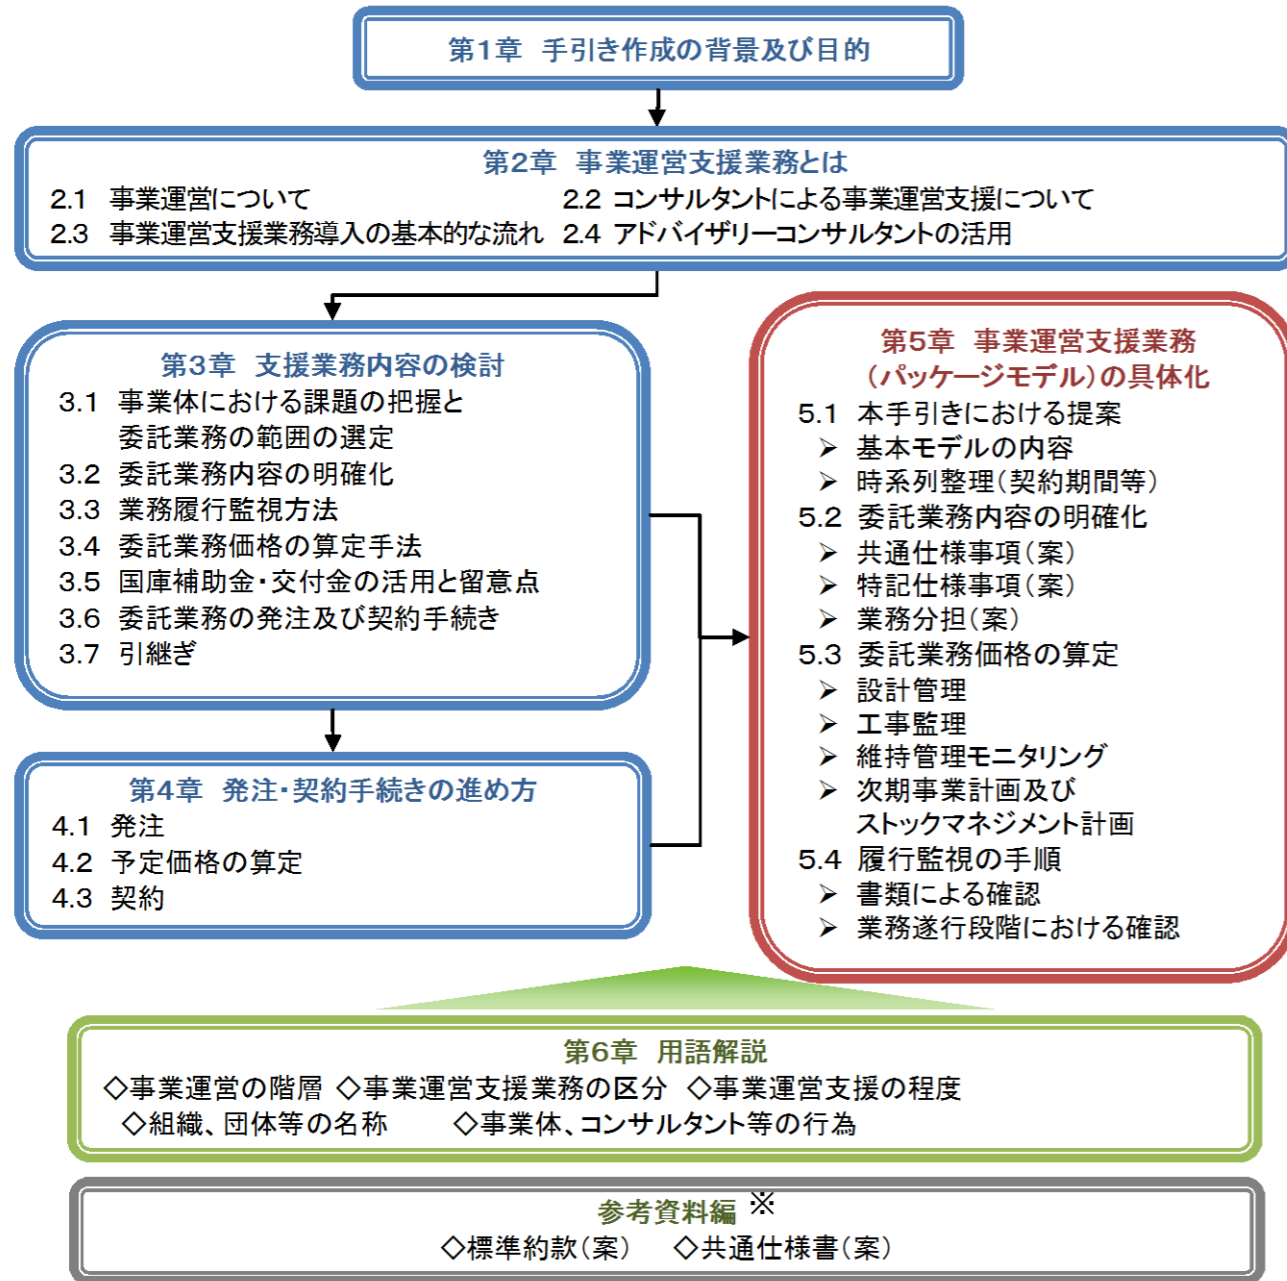 第1章 手引き作成の背景及び目的
第2章 事業運営支援業務とは
2.1 事業運営について 2.2 コンサルタントによる事業運営支援について
2.3 事業運営支援業務導入の基本的な流れ 2.4 アドバイザリーコンサルタントの活用
第3章 支援業務内容の検討
3.1 事業体における課題の把握と
委託業務の範囲の選定
3.2 委託業務内容の明確化
3.3 業務履行監視方法
3.4 委託業務価格の算定手法
3.5 国庫補助金・交付金の活用と留意点
3.6 委託業務の発注及び契約手続き
3.7 引継ぎ
第4章 発注・契約手続きの進め方
4.1 発注
4.2 予定価格の算定
4.3 契約
第5章 事業運営支援業務
(パッケージモデル)の具体化
5.1 本手引きにおける提案
➢ 基本モデルの内容
➢ 時系列整理(契約期間等)
5.2 委託業務内容の明確化
➢ 共通仕様事項(案)
➢ 特記仕様事項(案)
➢ 業務分担(案)
5.3 委託業務価格の算定
➢ 設計管理
➢ 工事監理
➢ 維持管理モニタリング
➢ 次期事業計画及び
ストックマネジメント計画
5.4 履行監視の手順
➢ 書類による確認
➢ 業務遂行段階における確認
第6章 用語解説
◇事業運営の階層 ◇事業運営支援業務の区分 ◇事業運営支援の程度
◇組織、団体等の名称 ◇事業体、コンサルタント等の行為
参考資料編※
◇標準約款(案) ◇共通仕様書(案)